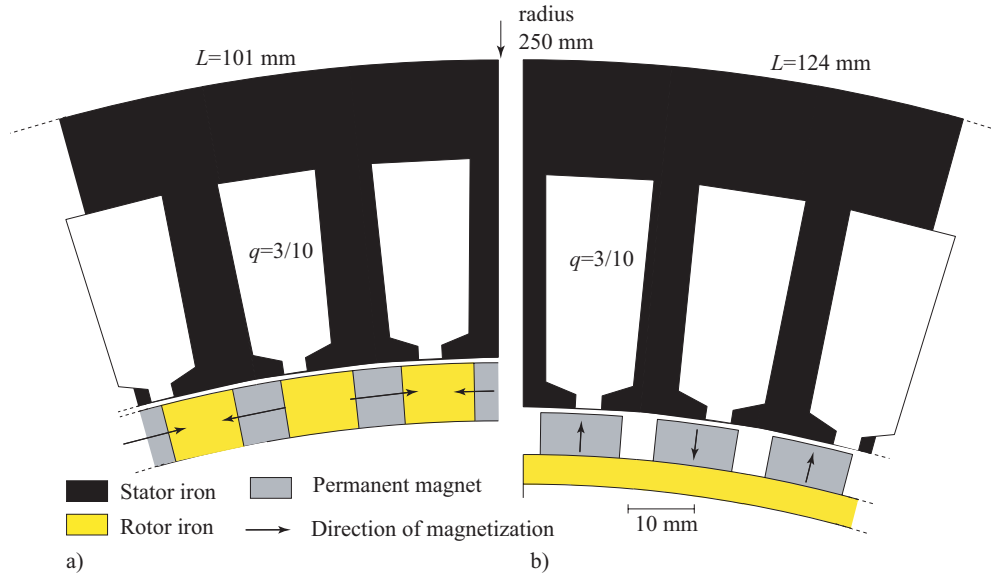 radius
250 mm
L=101 mm
L=124 mm
q=3/10
q=3/10
Stator iron
Permanent magnet
Rotor iron
Direction of magnetization
10 mm
a)
b)